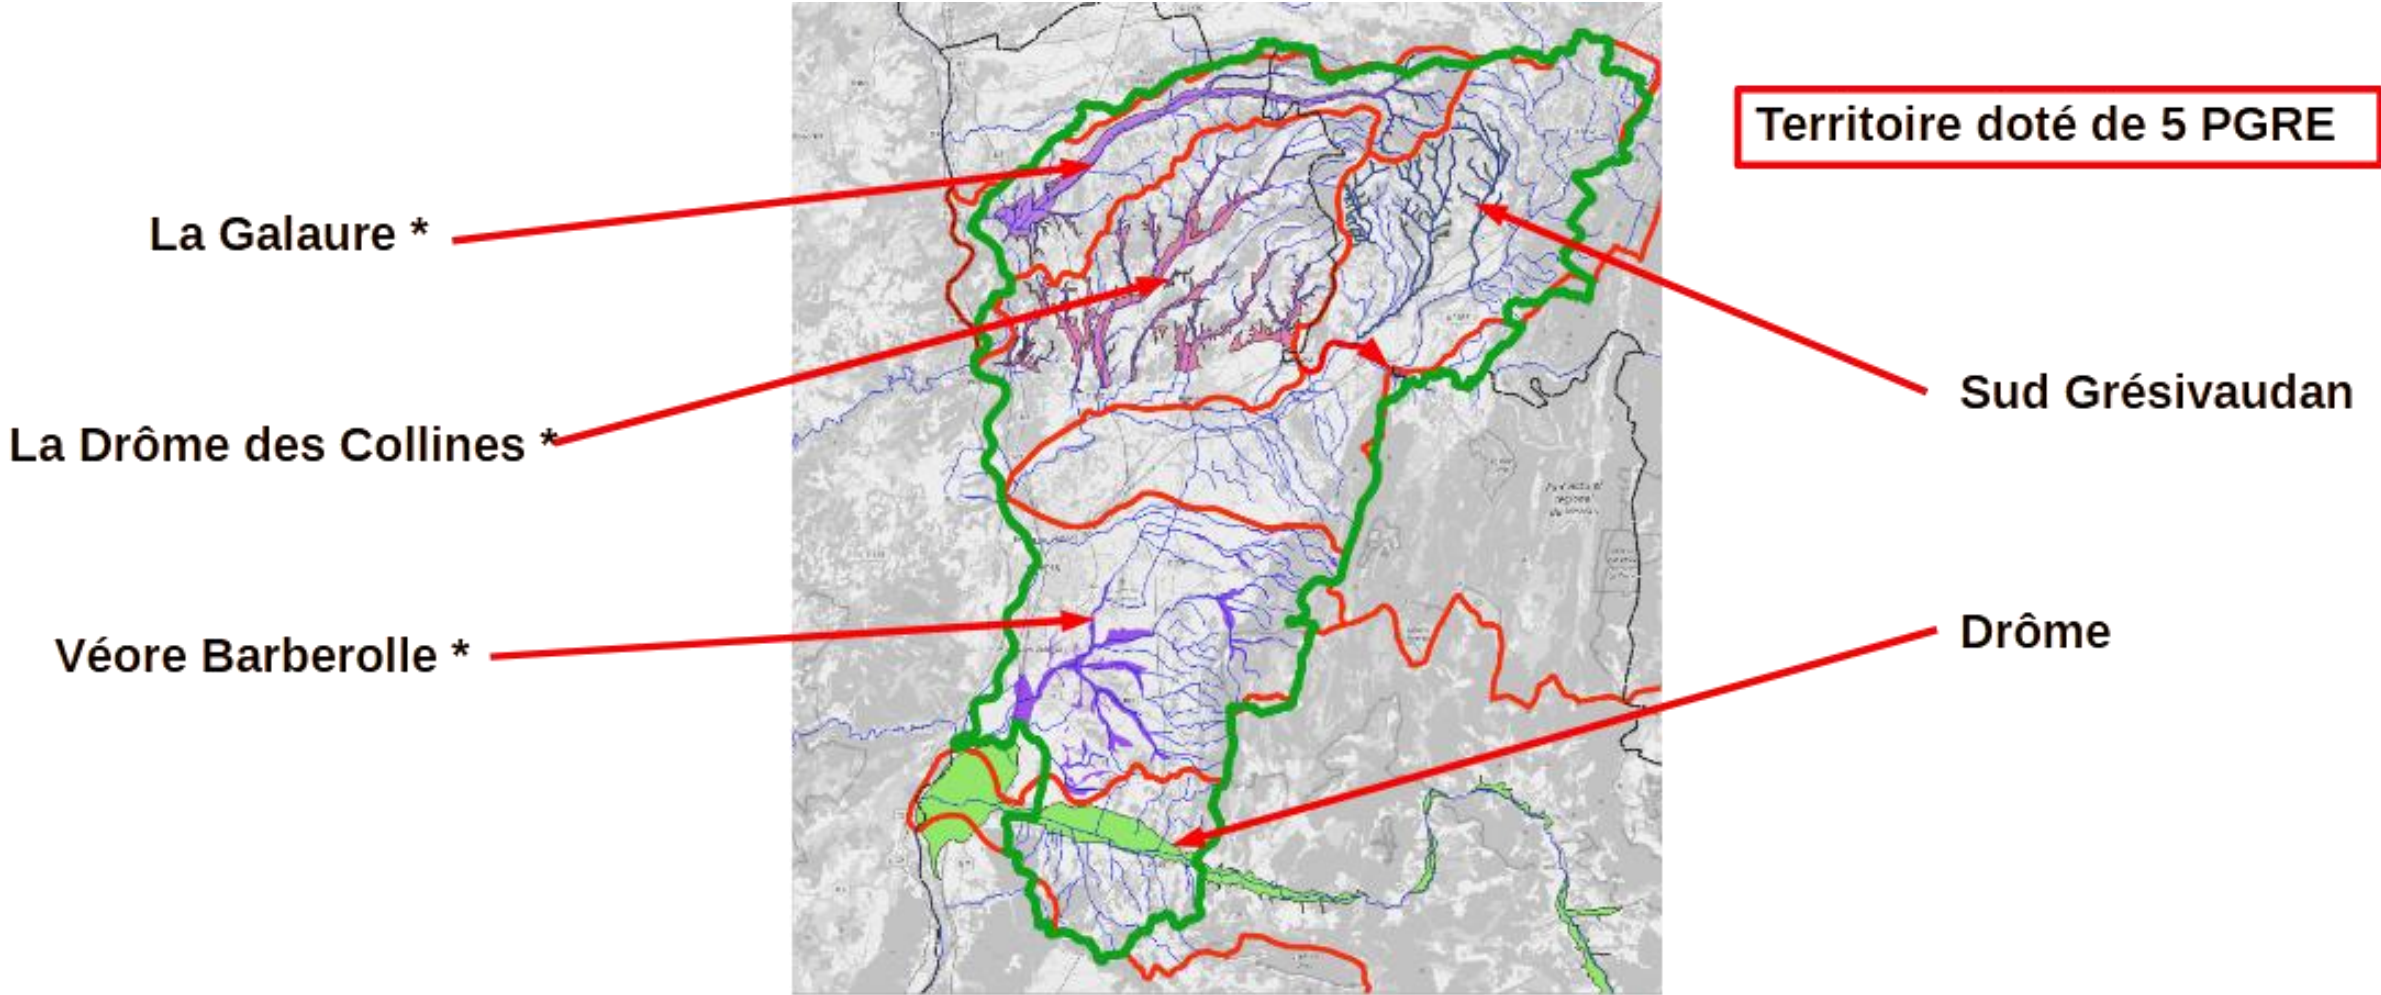 Territoire doté de 5 PGRE
La Galaure *
Sud Grésivaudan
La Drôme des Collines *
Drôme
Véore Barberolle *